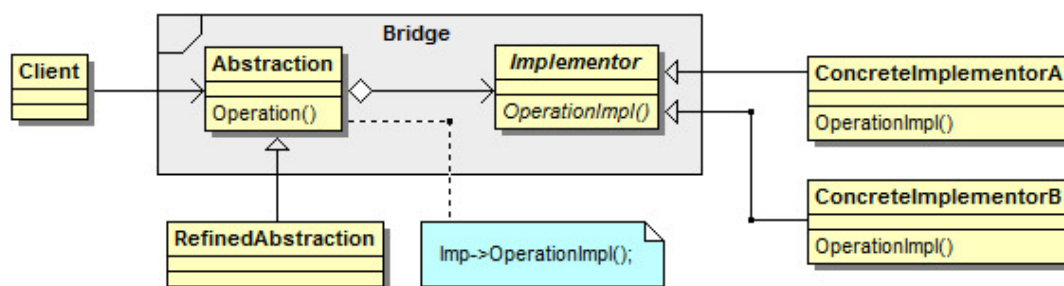 Bridge
Client
Abstraction
Operation()
Implementor
OperationImpl()
ConcreteImplementorA
OperationImpl()
ConcreteImplementorB
OperationImpl()
RefinedAbstraction
Imp->OperationImpl();